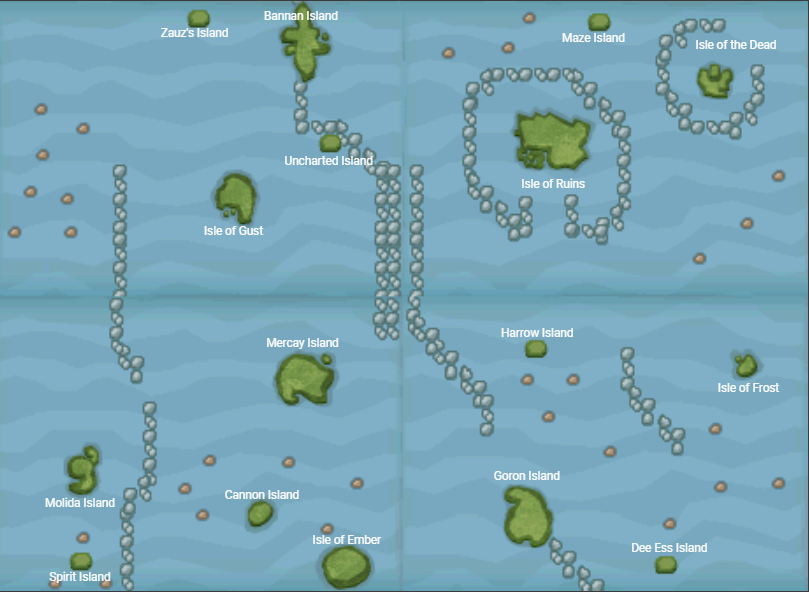 Bannan Island
Zauz's Island
Maze Island
Isle of the Dead
Uncharted Island
Isle of Ruins
Isle of Gust
Harrow Island
Mercay Island
Isle of Frost
Goron Island
Cannon Island
Molida Island
Isle of Ember
Dee Ess Island
Spirit Island